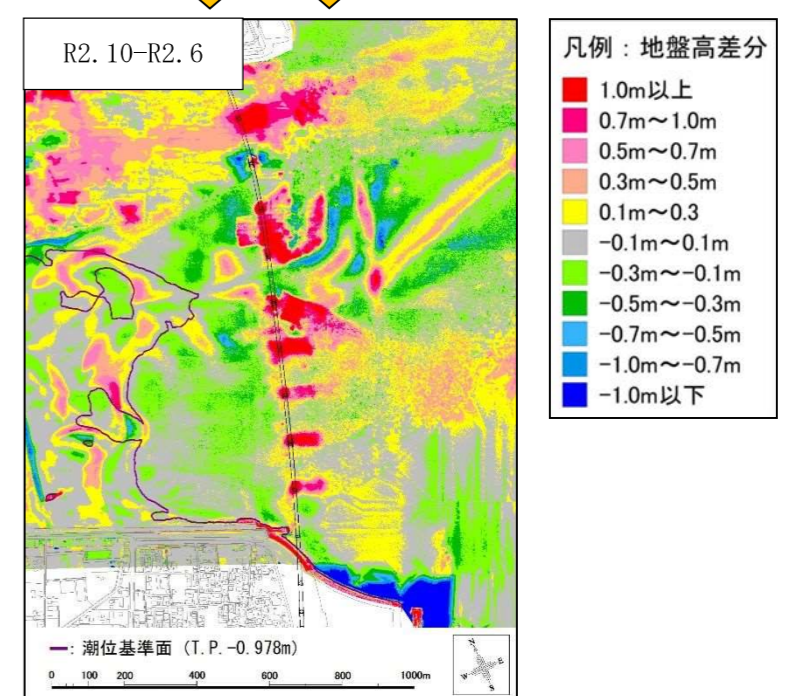 R2.10-R2.6
凡例：地盤高差分
1.0m以上
0.7m～1.0m
0.5m～0.7m
0.3m～0.5m
0.1m～0.3
-0.1m～0.1m
-0.3m～-0.1m
-0.5m～-0.3m
-0.7m～-0.5m
-1.0m～-0.7m
-1.0m以下
━: 潮位基準面 (T.P.-0.978m)
0 100 200 400 600 800 1000m
N
W E
S